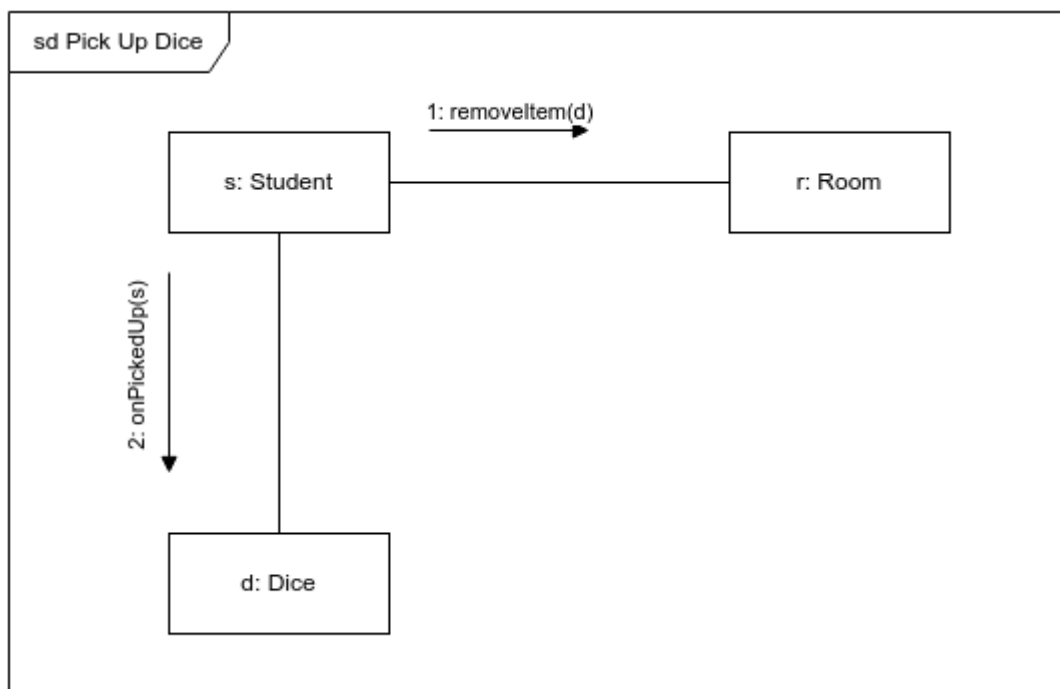 sd Pick Up Dice
1: removeItem(d)
s: Student
r: Room
2: onPickedUp(s)
d: Dice